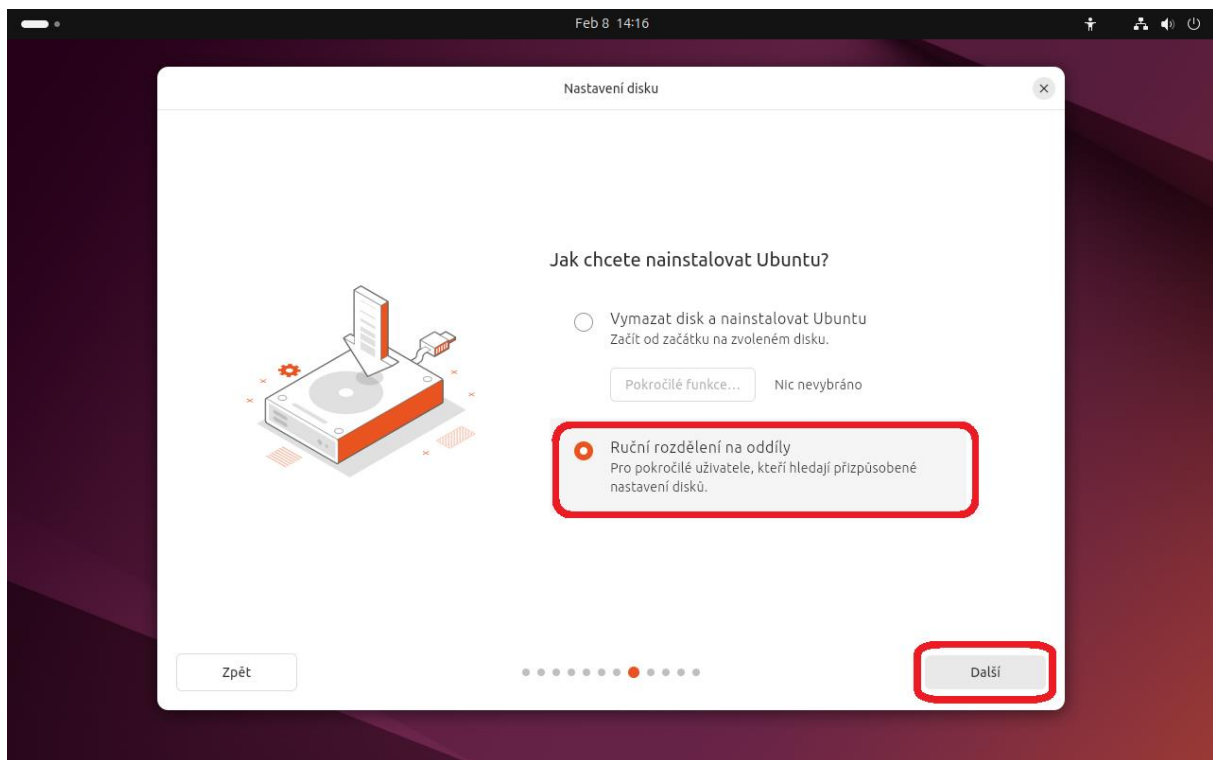 Feb 8 14:16
Nastavení disku
Jak chcete nainstalovat Ubuntu?
Vymazat disk a nainstalovat Ubuntu
Začít od začátku na zvoleném disku.
Pokročilé funkce... Nic nevybráno
Ruční rozdělení na oddíly
Pro pokročilé uživatele, kteří hledají přizpůsobené
nastavení disků.
Zpět Další